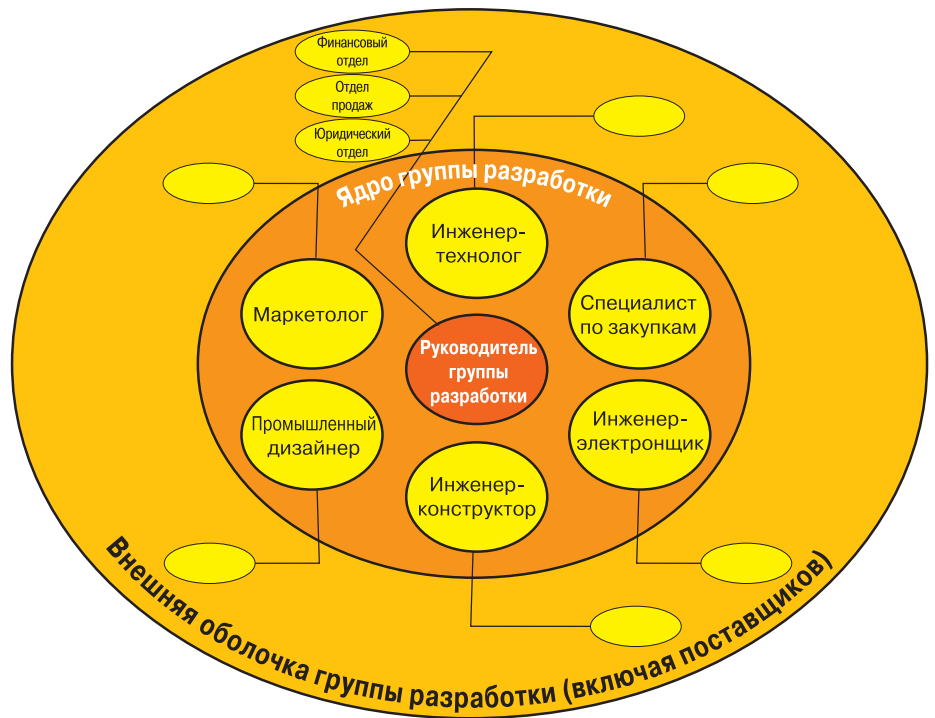 Финансовый
отдел
Отдел
продаж
Юридический
отдел
Ядро группы разработки
Инженер-
технолог
Маркетолог
Специалист
по закупкам
Руководитель
группы
разработки
Промышленный
дизайнер
Инженер-
электронщик
Инженер-
конструктор
Внешняя оболочка группы разработки (включая поставщиков)